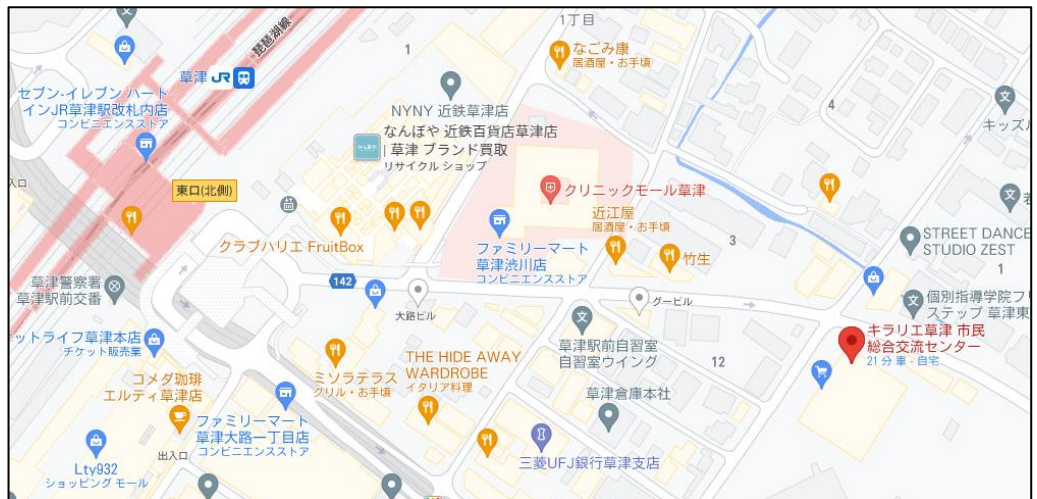 琵琶湖線
1丁目
1
なごみ康
居酒屋・お手頃
草津 JR
4
セブン-イレブン ハート
インJR草津駅改札内店
コンビニエンスストア
NYNY 近鉄草津店
なんぼや 近鉄百貨店草津店
| 草津 ブランド買取
リサイクル ショップ
キッズ
入口
東口(北側)
クリニックモール草津
近江屋
居酒屋・お手頃
3
竹生
STREET DANCE
STUDIO ZEST
1
クラブハリエ FruitBox
ファミリーマート
草津渋川店
コンビニエンスストア
草津警察署
草津駅前交番
142
大路ビル
グービル
個別指導学院フリ
ステップ 草津東
ットライフ草津本店
チケット販売業
キラリエ草津 市民
総合交流センター
21 分 車 - 自宅
草津駅前自習室
自習室ウイング
12
THE HIDE AWAY
WARDROBE
イタリア料理
ミソラテラス
グリル・お手頃
コメダ珈琲
エルティ草津店
草津倉庫本社
ファミリーマート
草津大路一丁目店
コンビニエンスストア
出入口
三菱UFJ銀行草津支店
Lty932
ショッピング モール